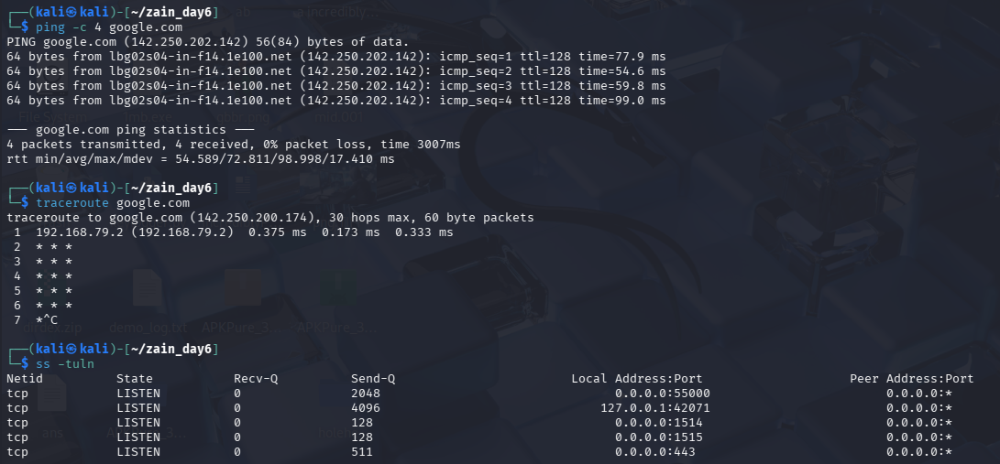 ┌──(kali㉿kali)-[~/zain_day6]
└─$ ping -c 4 google.com
PING google.com (142.250.202.142) 56(84) bytes of data.
64 bytes from lbg02s04-in-f14.1e100.net (142.250.202.142): icmp_seq=1 ttl=128 time=77.9 ms
64 bytes from lbg02s04-in-f14.1e100.net (142.250.202.142): icmp_seq=2 ttl=128 time=54.6 ms
64 bytes from lbg02s04-in-f14.1e100.net (142.250.202.142): icmp_seq=3 ttl=128 time=59.8 ms
64 bytes from lbg02s04-in-f14.1e100.net (142.250.202.142): icmp_seq=4 ttl=128 time=99.0 ms
--- google.com ping statistics ---
4 packets transmitted, 4 received, 0% packet loss, time 3007ms
rtt min/avg/max/mdev = 54.589/72.811/98.998/17.410 ms
┌──(kali㉿kali)-[~/zain_day6]
└─$ traceroute google.com
traceroute to google.com (142.250.200.174), 30 hops max, 60 byte packets
1 192.168.79.2 (192.168.79.2) 0.375 ms 0.173 ms 0.333 ms
2 * * *
3 * * *
4 * * *
5 * * *
6 * * *
7 *^C
┌──(kali㉿kali)-[~/zain_day6]
└─$ ss -tuln
Netid State Recv-Q Send-Q Local Address:Port Peer Address:Port
tcp LISTEN 0 2048 0.0.0.0:55000 0.0.0.0:*
tcp LISTEN 0 4096 127.0.0.1:42071 0.0.0.0:*
tcp LISTEN 0 128 0.0.0.0:1514 0.0.0.0:*
tcp LISTEN 0 128 0.0.0.0:1515 0.0.0.0:*
tcp LISTEN 0 511 0.0.0.0:443 0.0.0.0:*